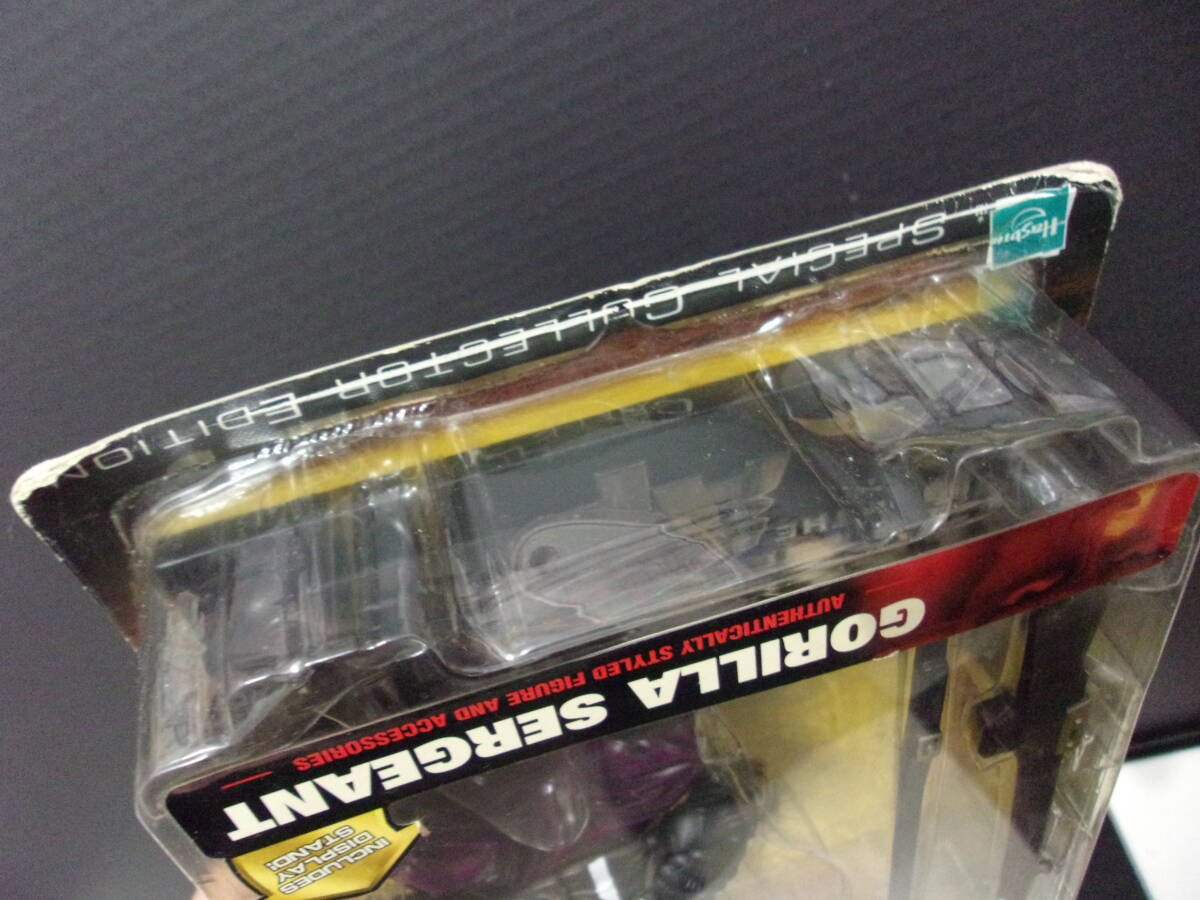 GORILLA SERGEANT
AUTHENTICALLY STYLED FIGURE AND ACCESSORIES
INCLUDES
DISPLAY
STAND!
SPECIAL COLLECTOR EDITION
Hasbro